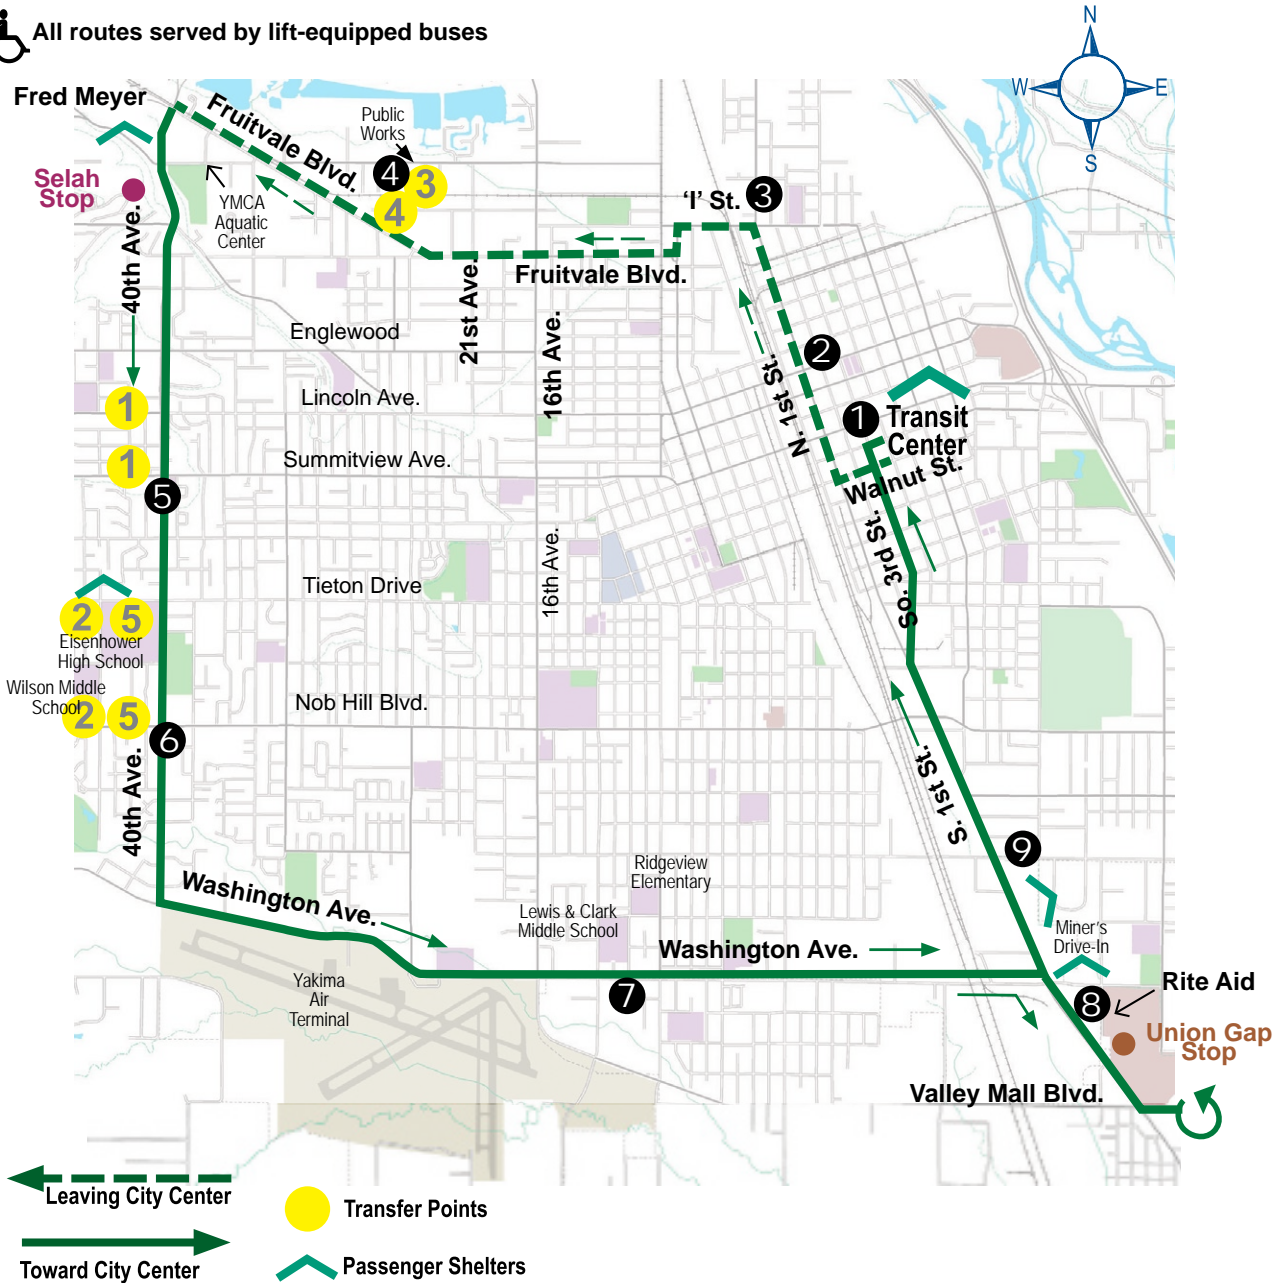 All routes served by lift-equipped buses
N
W
E
S
Fred Meyer
Fruitvale Blvd.
Public
Works
4
3
4
Selah
Stop
YMCA
Aquatic
Center
‘I’ St.
3
40th Ave.
Fruitvale Blvd.
21st Ave.
16th Ave.
Englewood
2
N. 1st St.
Lincoln Ave.
1
1
Transit
Center
Summitview Ave.
1
Walnut St.
5
So. 3rd St.
16th Ave.
Tieton Drive
2
5
Eisenhower
High School
Wilson Middle
School
2
5
Nob Hill Blvd.
6
40th Ave.
S. 1st St.
9
Ridgeview
Elementary
Washington Ave.
Lewis & Clark
Middle School
Miner’s
Drive-In
Washington Ave.
Yakima
Air
Terminal
7
8
Rite Aid
Union Gap
Stop
Valley Mall Blvd.
Leaving City Center
Transfer Points
Toward City Center
Passenger Shelters